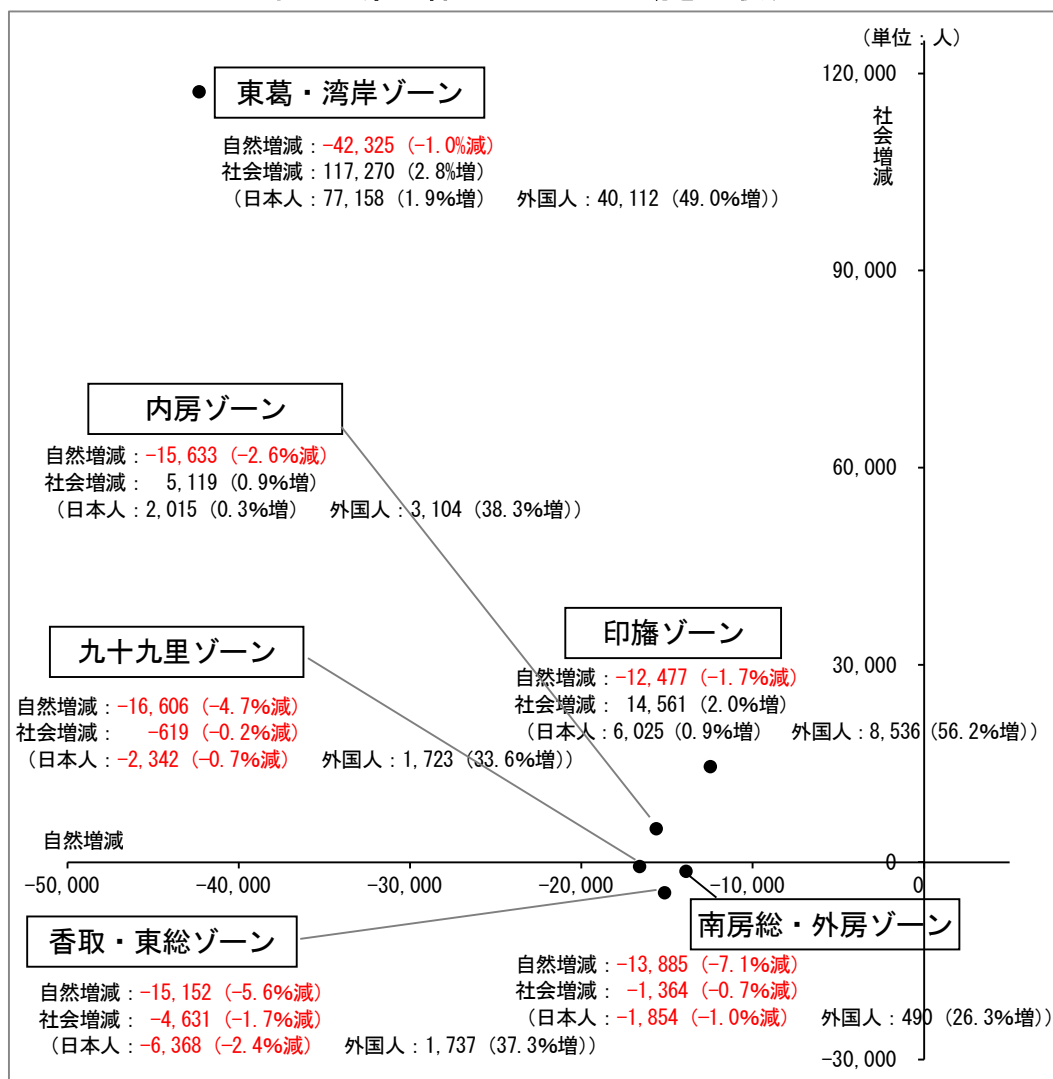 （単位：人）
120,000
社会増減
東葛・湾岸ゾーン
自然増減：-42,325（-1.0%減）
社会増減：117,270（2.8%増）
（日本人：77,158（1.9%増）　外国人：40,112（49.0%増））
90,000
内房ゾーン
自然増減：-15,633（-2.6%減）
社会増減：　5,119（0.9%増）
（日本人：2,015（0.3%増）　外国人：3,104（38.3%増））
60,000
九十九里ゾーン
自然増減：-16,606（-4.7%減）
社会増減：　-619（-0.2%減）
（日本人：-2,342（-0.7%減）　外国人：1,723（33.6%増））
印旛ゾーン
30,000
自然増減：-12,477（-1.7%減）
社会増減：　14,561（2.0%増）
（日本人：6,025（0.9%増）　外国人：8,536（56.2%増））
自然増減
0
-50,000
-40,000
-30,000
-20,000
-10,000
0
香取・東総ゾーン
自然増減：-15,152（-5.6%減）
社会増減：　-4,631（-1.7%減）
（日本人：-6,368（-2.4%減）　外国人：1,737（37.3%増））
南房総・外房ゾーン
自然増減：-13,885（-7.1%減）
社会増減：　-1,364（-0.7%減）
（日本人：-1,854（-1.0%減）　外国人：490（26.3%増））
-30,000